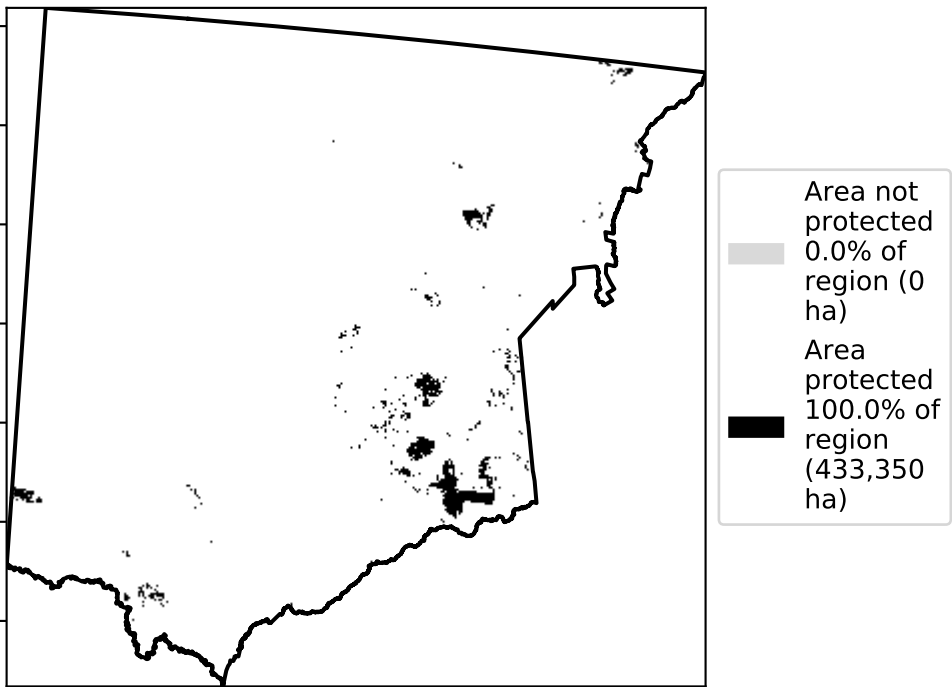 Area not
protected
0.0% of
region (0
ha)
Area
protected
100.0% of
region
(433,350
ha)